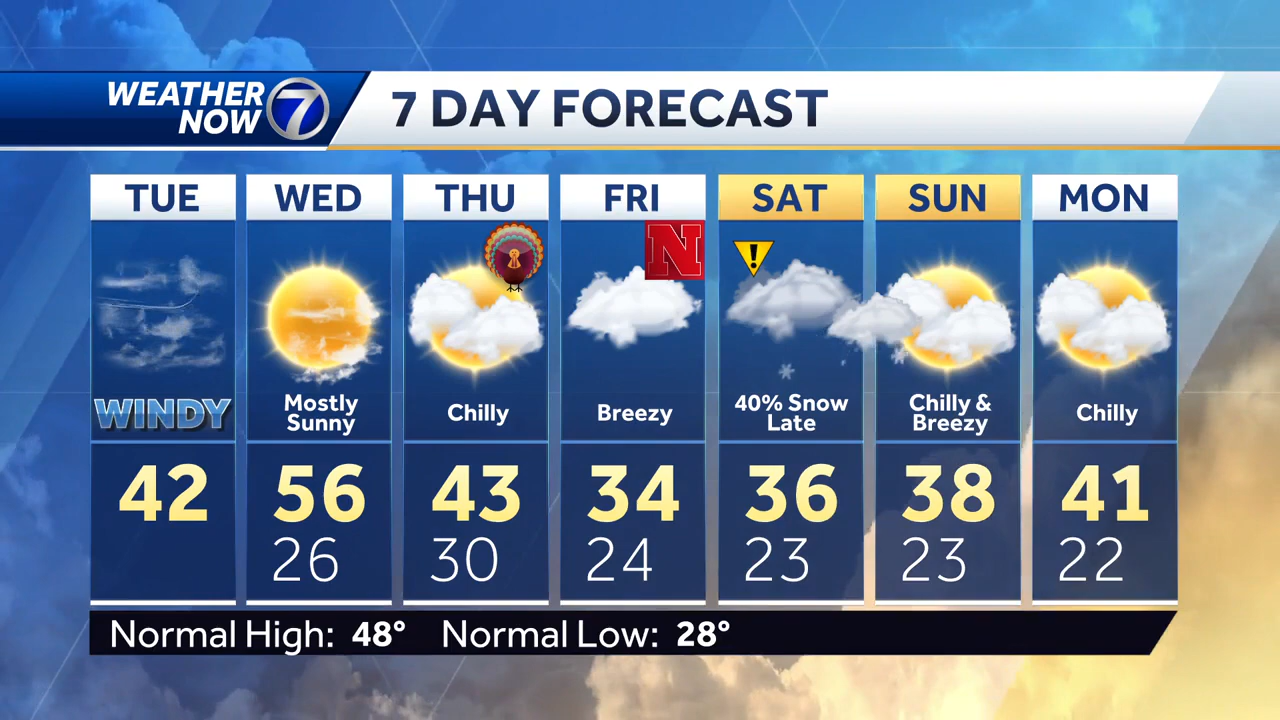 WEATHER
NOW 7
7 DAY FORECAST
TUE WED THU FRI SAT SUN MON
N
!
WINDY
Mostly
Sunny
Chilly
Breezy
40% Snow
Late
Chilly &
Breezy
Chilly
42 56 43 34 36 38 41
26 30 24 23 23 22
Normal High: 48° Normal Low: 28°